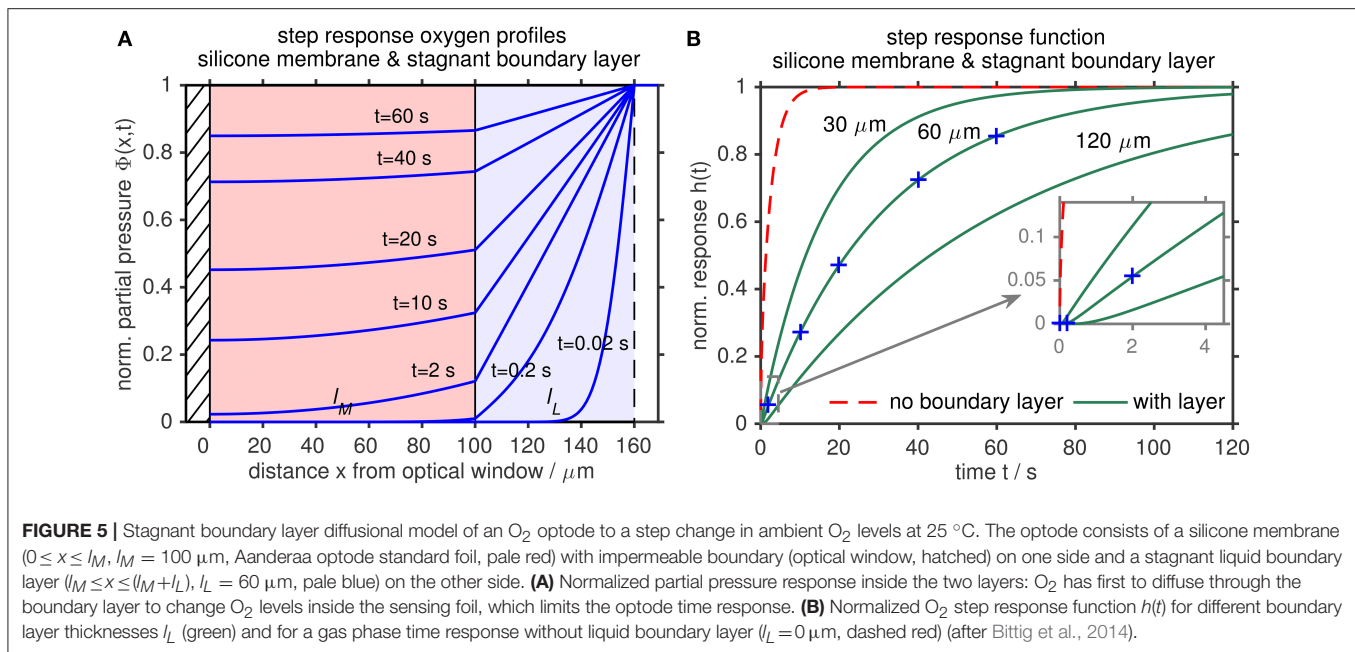 A
step response oxygen profiles
silicone membrane & stagnant boundary layer
norm. partial pressure Φ(x,t)
1
0.8
0.6
0.4
0.2
0
t=60 s
t=40 s
t=20 s
t=10 s
t=0.02 s
t=2 s
t=0.2 s
l_M
l_L
0 20 40 60 80 100 120 140 160
distance x from optical window / μm
B
step response function
silicone membrane & stagnant boundary layer
norm. response h(t)
1
0.8
0.6
0.4
0.2
0
30 μm
60 μm
120 μm
0.1
0.05
0
0 2 4
no boundary layer with layer
0 20 40 60 80 100 120
time t / s
FIGURE 5 | Stagnant boundary layer diffusional model of an O₂ optode to a step change in ambient O₂ levels at 25 °C. The optode consists of a silicone membrane
(0 ≤ x ≤ l_M, l_M = 100 μm, Aanderaa optode standard foil, pale red) with impermeable boundary (optical window, hatched) on one side and a stagnant liquid boundary
layer (l_M ≤ x ≤ (l_M+l_L), l_L = 60 μm, pale blue) on the other side. (A) Normalized partial pressure response inside the two layers: O₂ has first to diffuse through the
boundary layer to change O₂ levels inside the sensing foil, which limits the optode time response. (B) Normalized O₂ step response function h(t) for different boundary
layer thicknesses l_L (green) and for a gas phase time response without liquid boundary layer (l_L = 0 μm, dashed red) (after Bittig et al., 2014).